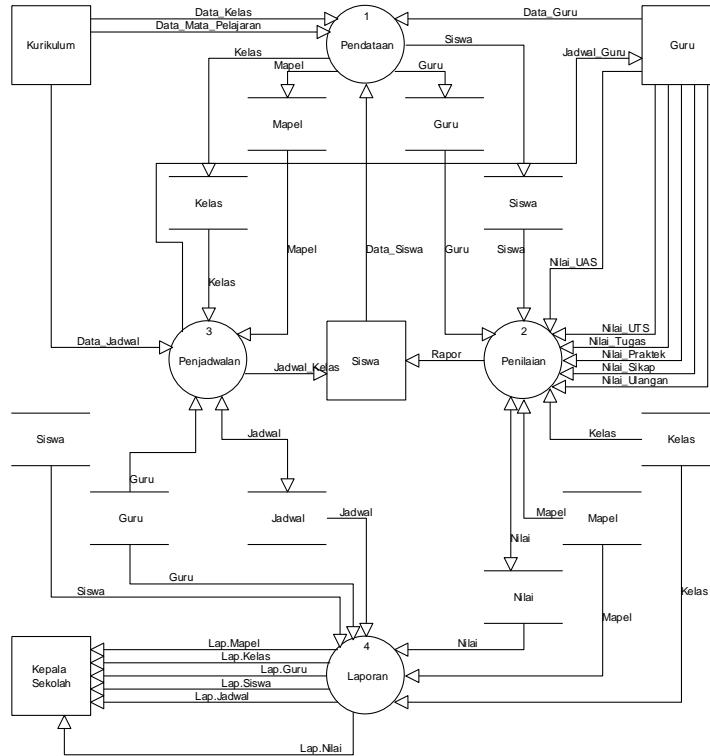 Data_Kelas
1
Data_Guru
Data_Mata_Pelajaran
Kurikulum
Pendataan
Siswa
Guru
Kelas
Jadwal_Guru
Mapel
Guru
Mapel
Guru
Kelas
Siswa
Mapel
Data_Siswa
Guru
Siswa
Nilai_UAS
Kelas
3
2
Nilai_UTS
Data_Jadwal
Nilai_Tugas
Penjadwalan
Siswa
Rapor
Penilaian
Nilai_Praktek
Jadwal_Kelas
Nilai_Sikap
Nilai_Ulangan
Siswa
Jadwal
Kelas
Kelas
Guru
Guru
Jadwal
Jadwal
Mapel
Mapel
Nilai
Guru
Siswa
Nilai
Kelas
Mapel
4
Lap.Mapel
Nilai
Lap.Kelas
Kepala
Sekolah
Lap.Guru
Laporan
Lap.Siswa
Lap.Jadwal
Lap.Nilai